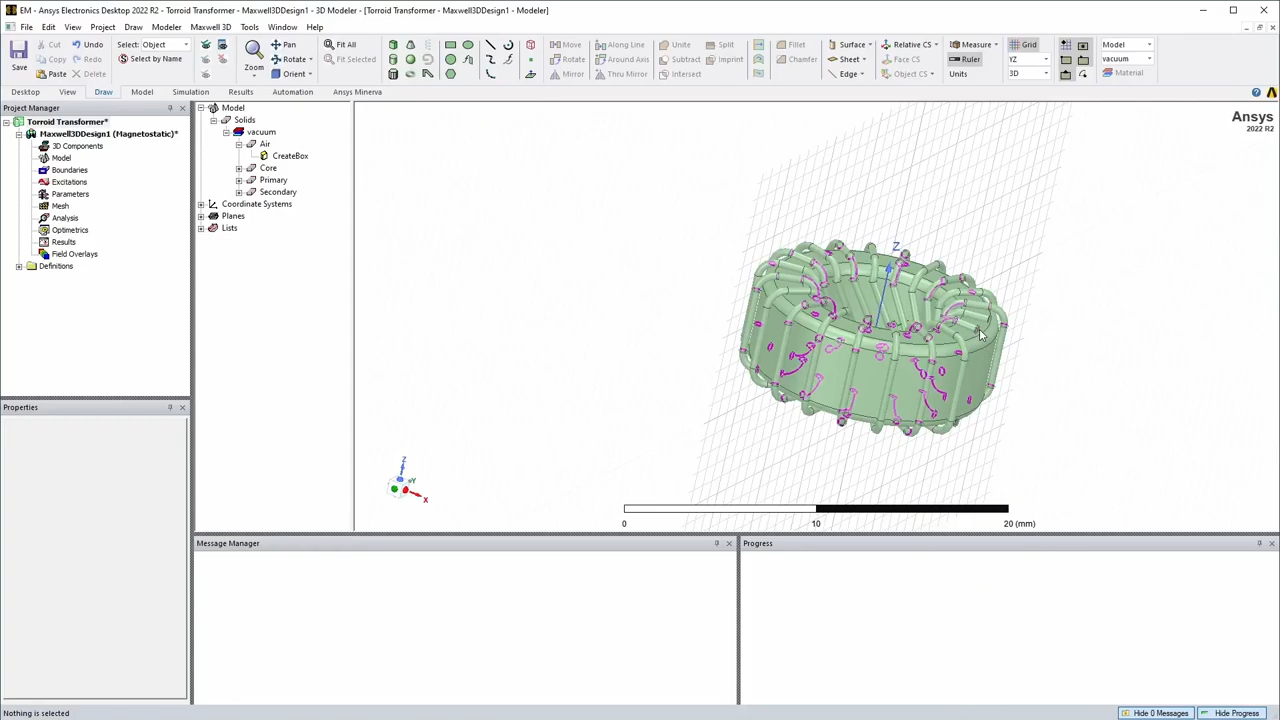 EM - Ansys Electronics Desktop 2022 R2 - Torroid Transformer - Maxwell3DDesign1 - 3D Modeler - [Torroid Transformer - Maxwell3DDesign1 - Modeler]
File Edit View Project Draw Modeler Maxwell 3D Tools Window Help
Save
Cut Undo
Copy Redo
Paste Delete
Select: Object
Select by Name
Zoom
Pan
Rotate
Orient
Fit All
Fit Selected
Move Along Line
Rotate Around Axis
Mirror Thru Mirror
Unite Split
Subtract Imprint
Intersect
Fillet
Chamfer
Surface
Sheet
Edge
Relative CS
Face CS
Object CS
Measure
Ruler
Units
Grid
YZ
3D
Model
vacuum
Material
Desktop View Draw Model Simulation Results Automation Ansys Minerva
Project Manager
Torroid Transformer*
Maxwell3DDesign1 (Magnetostatic)*
3D Components
Model
Boundaries
Excitations
Parameters
Mesh
Analysis
Optimetrics
Results
Field Overlays
Definitions
Properties
Model
Solids
vacuum
Air
CreateBox
Core
Primary
Secondary
Coordinate Systems
Planes
Lists
Ansys
2022 R2
Z
Z
Y
X
0 10 20 (mm)
Message Manager
Progress
Nothing is selected
Hide 0 Messages
Hide Progress